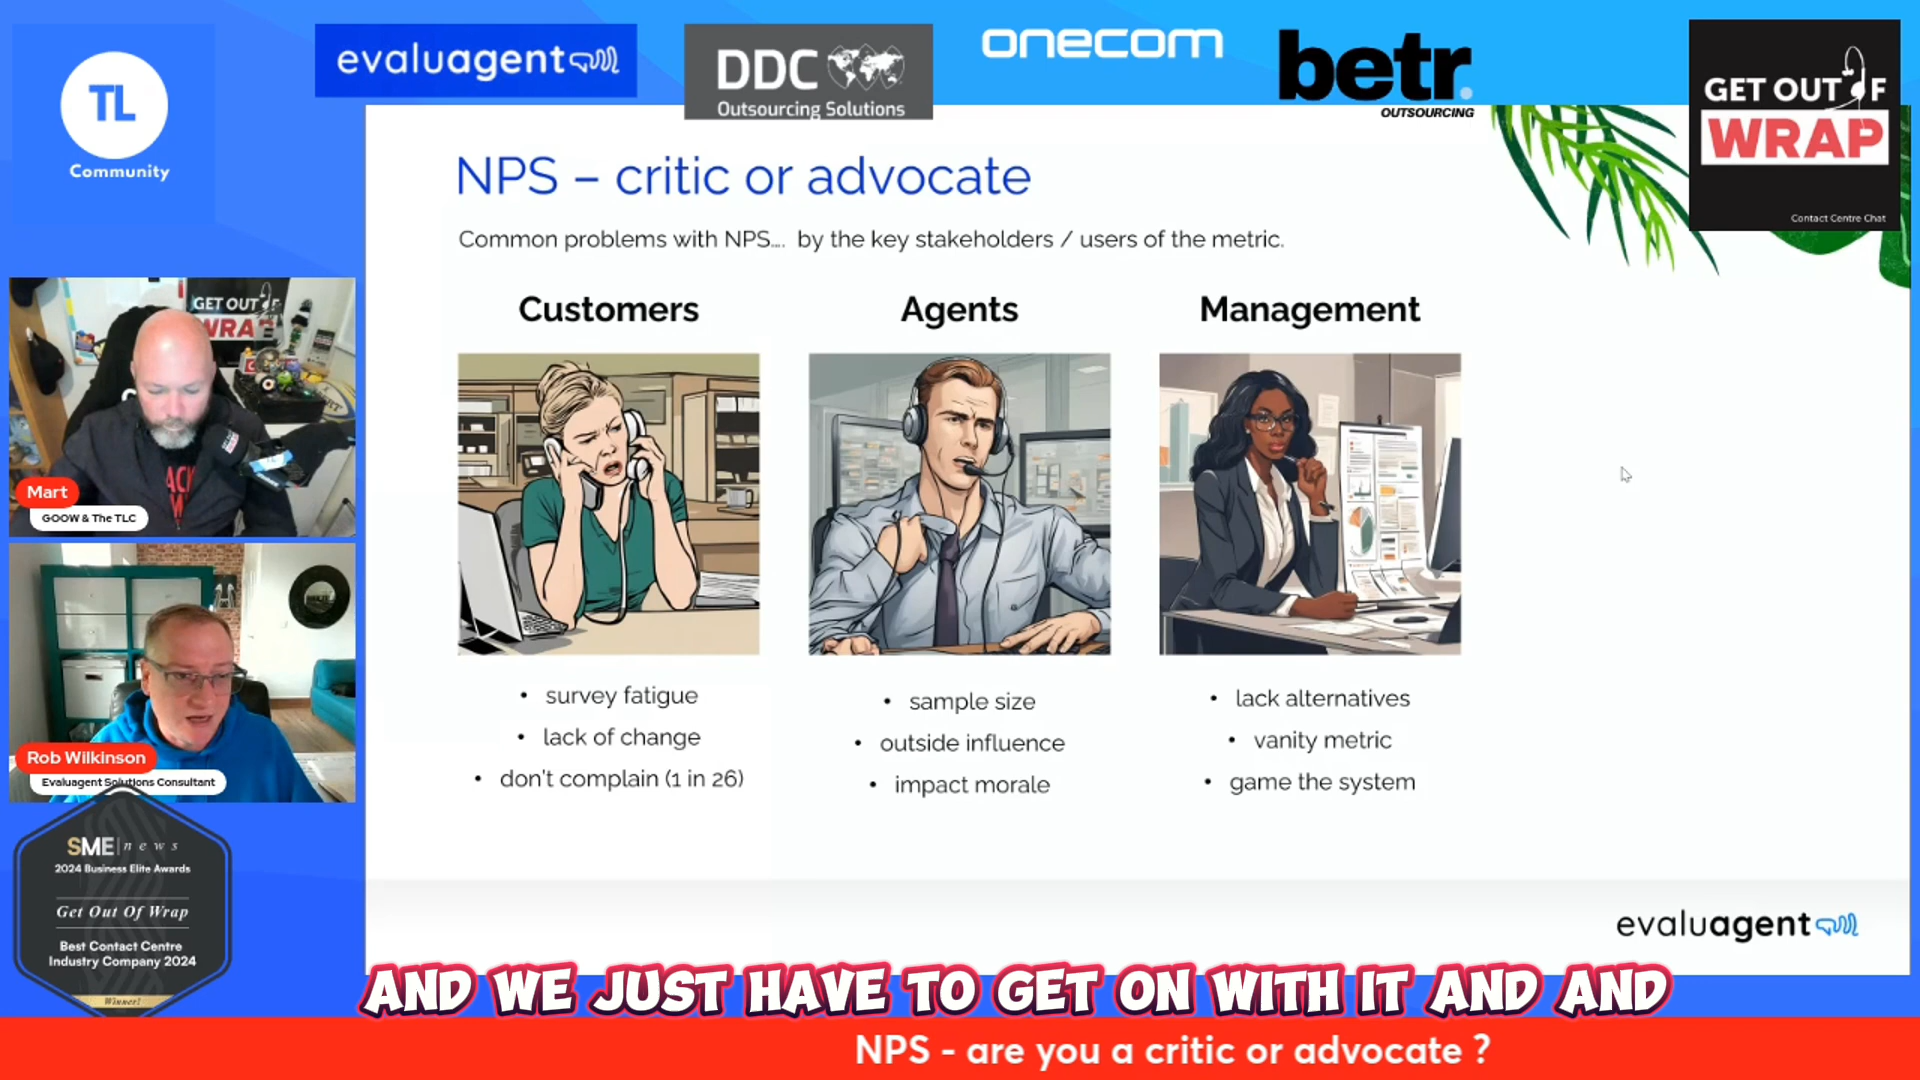 TL
Community
evaluagent
DDC
Outsourcing Solutions
onecom
betr.
OUTSOURCING
GET OUT OF
WRAP
Contact Centre Chat
NPS – critic or advocate
Common problems with NPS.... by the key stakeholders / users of the metric.
Customers
• survey fatigue
• lack of change
• don't complain (1 in 26)
Agents
• sample size
• outside influence
• impact morale
Management
• lack alternatives
• vanity metric
• game the system
evaluagent
GET OUT OF
WRAP
Mart
GOOW & The TLC
Rob Wilkinson
Evaluagent Solutions Consultant
SME news
2024 Business Elite Awards
Get Out Of Wrap
Best Contact Centre
Industry Company 2024
Winner!
AND WE JUST HAVE TO GET ON WITH IT AND AND
NPS - are you a critic or advocate ?